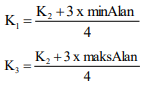 K₁ = (K₂ + 3 x minAlan) / 4
K₃ = (K₂ + 3 x maksAlan) / 4